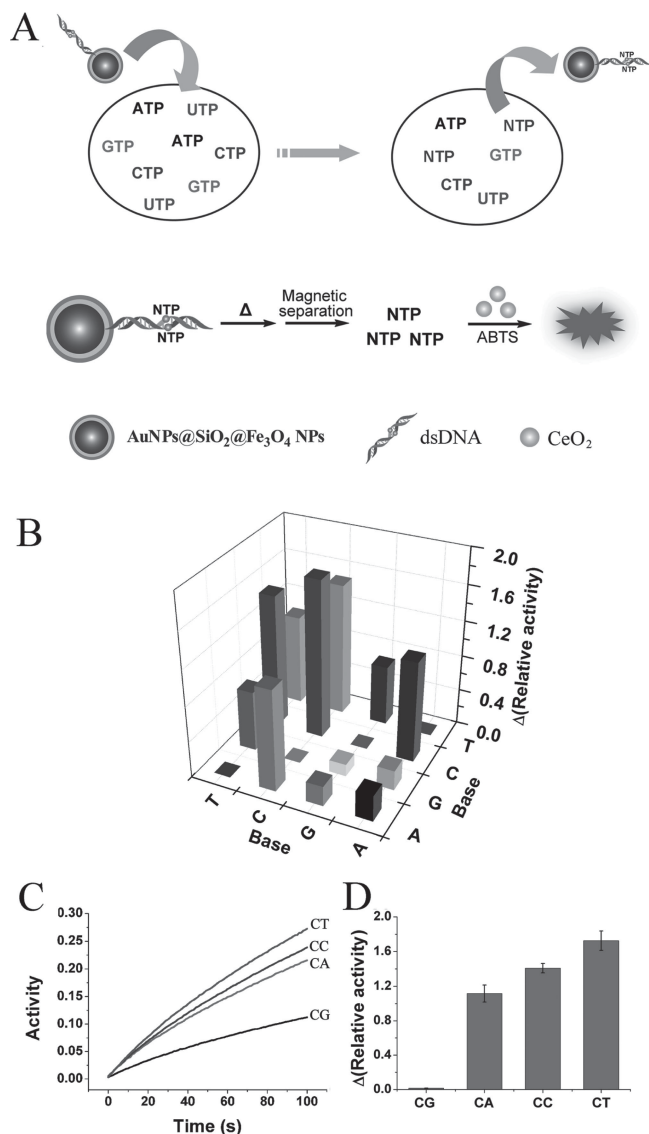 A
NTP
NTP
ATP UTP
GTP ATP CTP
CTP
GTP
UTP
ATP NTP
NTP GTP
CTP
UTP
NTP
NTP
Δ
Magnetic
separation
NTP
NTP NTP
ABTS
AuNPs@SiO₂@Fe₃O₄ NPs
dsDNA
CeO₂
B
2.0
1.6
1.2
0.8
0.4
0.0
Δ(Relative activity)
T
C
G
A
Base
T
C
G
A
Base
C
0.30
0.25
0.20
0.15
0.10
0.05
0.00
Activity
CT
CC
CA
CG
0 20 40 60 80 100
Time (s)
D
2.0
1.6
1.2
0.8
0.4
0.0
Δ(Relative activity)
CG CA CC CT